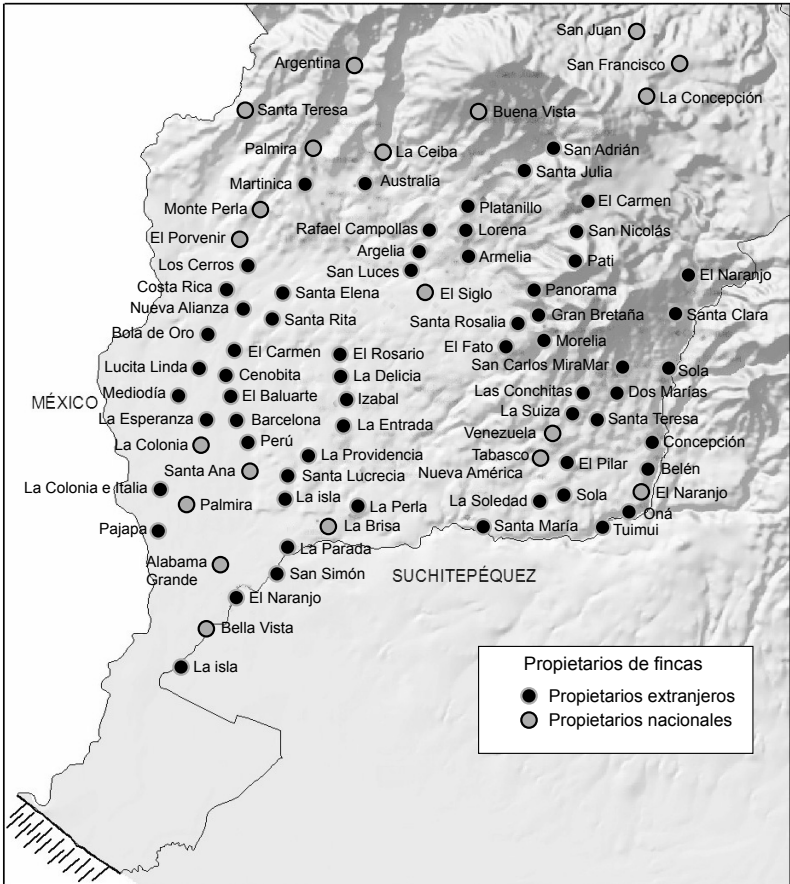 San Juan
Argentina
San Francisco
La Concepción
Santa Teresa
Buena Vista
Palmira
La Ceiba
San Adrián
Santa Julia
Martinica
Australia
El Carmen
Monte Perla
Platanillo
Rafael Campollas
Lorena
San Nicolás
El Porvenir
Argelia
Armelia
Los Cerros
San Luces
Pati
El Naranjo
Costa Rica
Santa Elena
El Siglo
Panorama
Nueva Alianza
Santa Rita
Gran Bretaña
Santa Clara
Santa Rosalia
Bola de Oro
El Fato
Morelia
El Carmen
El Rosario
San Carlos MiraMar
Sola
Lucita Linda
Cenobita
La Delicia
MÉXICO
Mediodía
El Baluarte
Izabal
Las Conchitas
Dos Marías
La Esperanza
Barcelona
La Entrada
La Suiza
Santa Teresa
La Colonia
Perú
Venezuela
Concepción
La Providencia
Tabasco
Santa Ana
Santa Lucrecia
Nueva América
El Pilar
Belén
La Colonia e Italia
La isla
La Soledad
Sola
El Naranjo
Palmira
La Perla
Oná
Pajapa
La Brisa
Santa María
Tuimui
La Parada
Alabama
Grande
San Simón
SUCHITEPÉQUEZ
El Naranjo
Bella Vista
La isla
Propietarios de fincas
Propietarios extranjeros
Propietarios nacionales